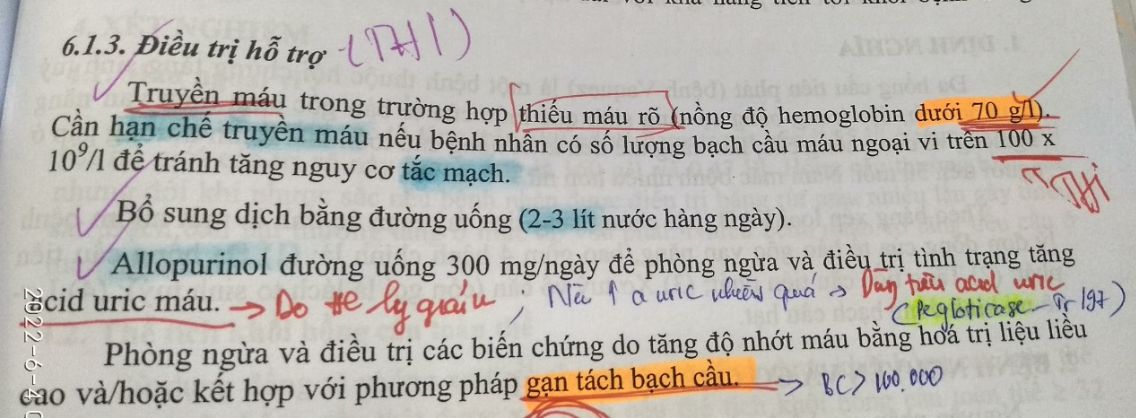 6.1.3. Điều trị hỗ trợ (TH1)
Truyền máu trong trường hợp thiếu máu rõ (nồng độ hemoglobin dưới 70 g/l).
Cần hạn chế truyền máu nếu bệnh nhân có số lượng bạch cầu máu ngoại vi trên 100 x
10⁹/l để tránh tăng nguy cơ tắc mạch.
Bổ sung dịch bằng đường uống (2-3 lít nước hàng ngày).
Allopurinol đường uống 300 mg/ngày để phòng ngừa và điều trị tình trạng tăng
acid uric máu. → Do ly giải u, Nếu ↑ a uric nhiều quá → Dùng tiêu acid uric
(Pegloticase Tr 197)
Phòng ngừa và điều trị các biến chứng do tăng độ nhớt máu bằng hoá trị liệu liều
cao và/hoặc kết hợp với phương pháp gạn tách bạch cầu. → BC > 100.000
2022-6-4